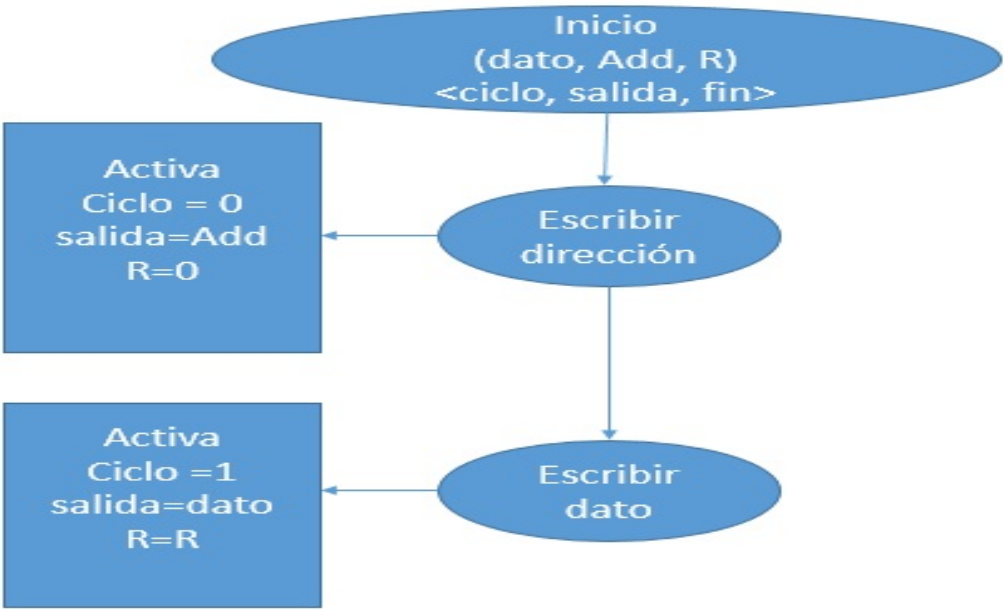 Inicio
(dato, Add, R)
<ciclo, salida, fin>
Activa
Ciclo = 0
salida=Add
R=0
Escribir
dirección
Activa
Ciclo =1
salida=dato
R=R
Escribir
dato